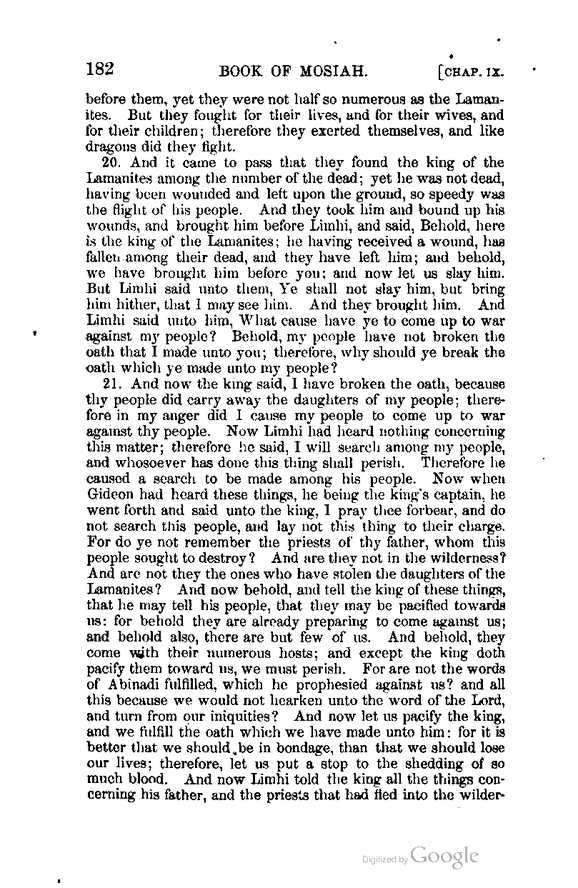 182 BOOK OF MOSIAH. [CHAP. IX.
before them, yet they were not half so numerous as the Laman-
ites. But they fought for their lives, and for their wives, and
for their children; therefore they exerted themselves, and like
dragons did they fight.
20. And it came to pass that they found the king of the
Lamanites among the number of the dead; yet he was not dead,
having been wounded and left upon the ground, so speedy was
the flight of his people. And they took him and bound up his
wounds, and brought him before Limhi, and said, Behold, here
is the king of the Lamanites; he having received a wound, has
fallen among their dead, and they have left him; and behold,
we have brought him before you; and now let us slay him.
But Limhi said unto them, Ye shall not slay him, but bring
him hither, that I may see him. And they brought him. And
Limhi said unto him, What cause have ye to come up to war
against my people? Behold, my people have not broken the
oath that I made unto you; therefore, why should ye break the
oath which ye made unto my people?
21. And now the king said, I have broken the oath, because
thy people did carry away the daughters of my people; there-
fore in my anger did I cause my people to come up to war
against thy people. Now Limhi had heard nothing concerning
this matter; therefore he said, I will search among my people,
and whosoever has done this thing shall perish. Therefore he
caused a search to be made among his people. Now when
Gideon had heard these things, he being the king's captain, he
went forth and said unto the king, I pray thee forbear, and do
not search this people, and lay not this thing to their charge.
For do ye not remember the priests of thy father, whom this
people sought to destroy? And are they not in the wilderness?
And are not they the ones who have stolen the daughters of the
Lamanites? And now behold, and tell the king of these things,
that he may tell his people, that they may be pacified towards
us: for behold they are already preparing to come against us;
and behold also, there are but few of us. And behold, they
come with their numerous hosts; and except the king doth
pacify them toward us, we must perish. For are not the words
of Abinadi fulfilled, which he prophesied against us? and all
this because we would not hearken unto the word of the Lord,
and turn from our iniquities? And now let us pacify the king,
and we fulfill the oath which we have made unto him: for it is
better that we should be in bondage, than that we should lose
our lives; therefore, let us put a stop to the shedding of so
much blood. And now Limhi told the king all the things con-
cerning his father, and the priests that had fled into the wilder-
Digitized by Google